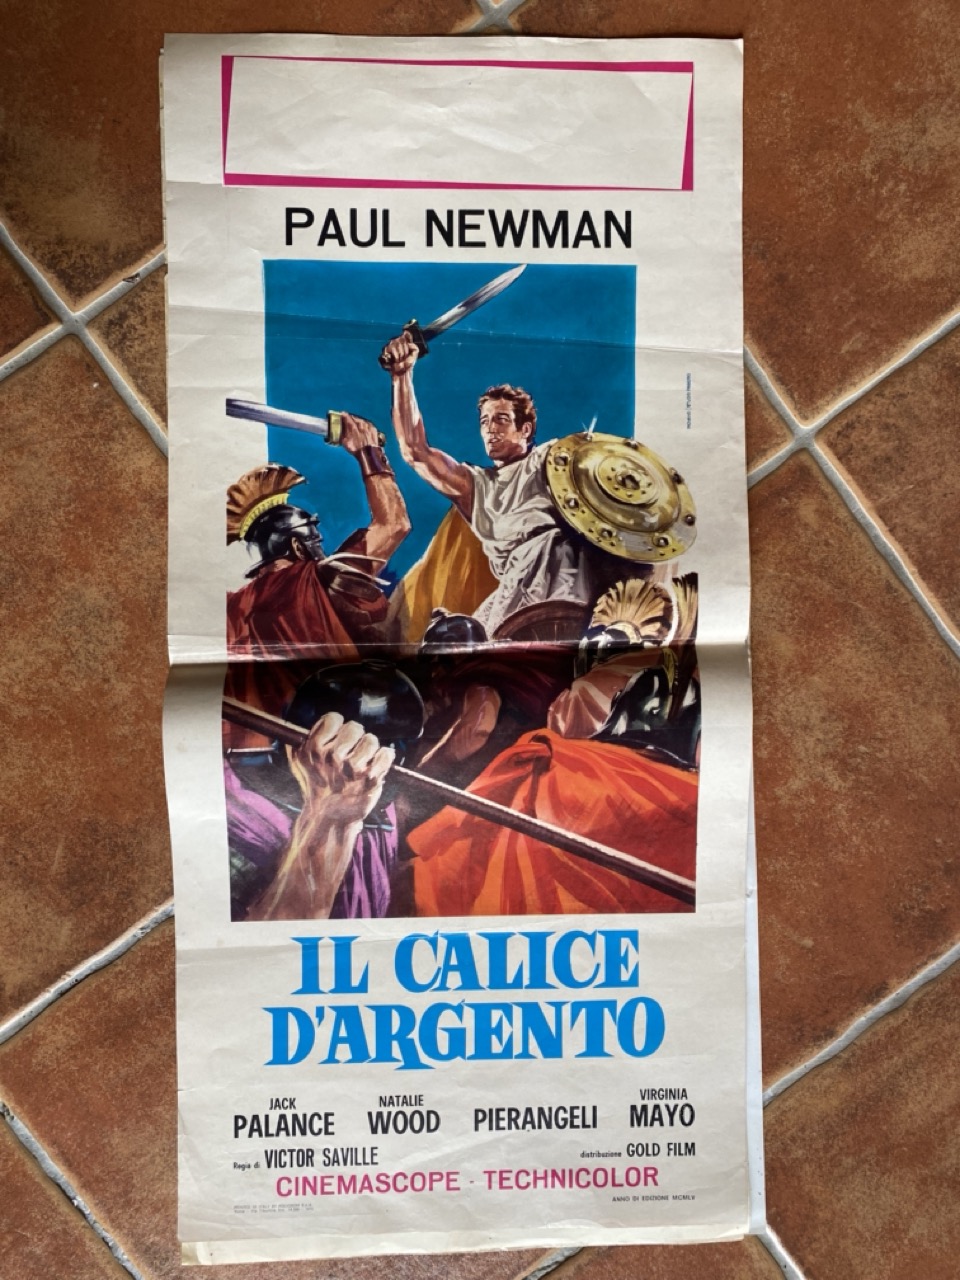 PAUL NEWMAN
IL CALICE
D'ARGENTO
JACK
PALANCE
NATALIE
WOOD
PIERANGELI
VIRGINIA
MAYO
Regia di VICTOR SAVILLE
distribuzione GOLD FILM
CINEMASCOPE - TECHNICOLOR
ANNO DI EDIZIONE MCMLV